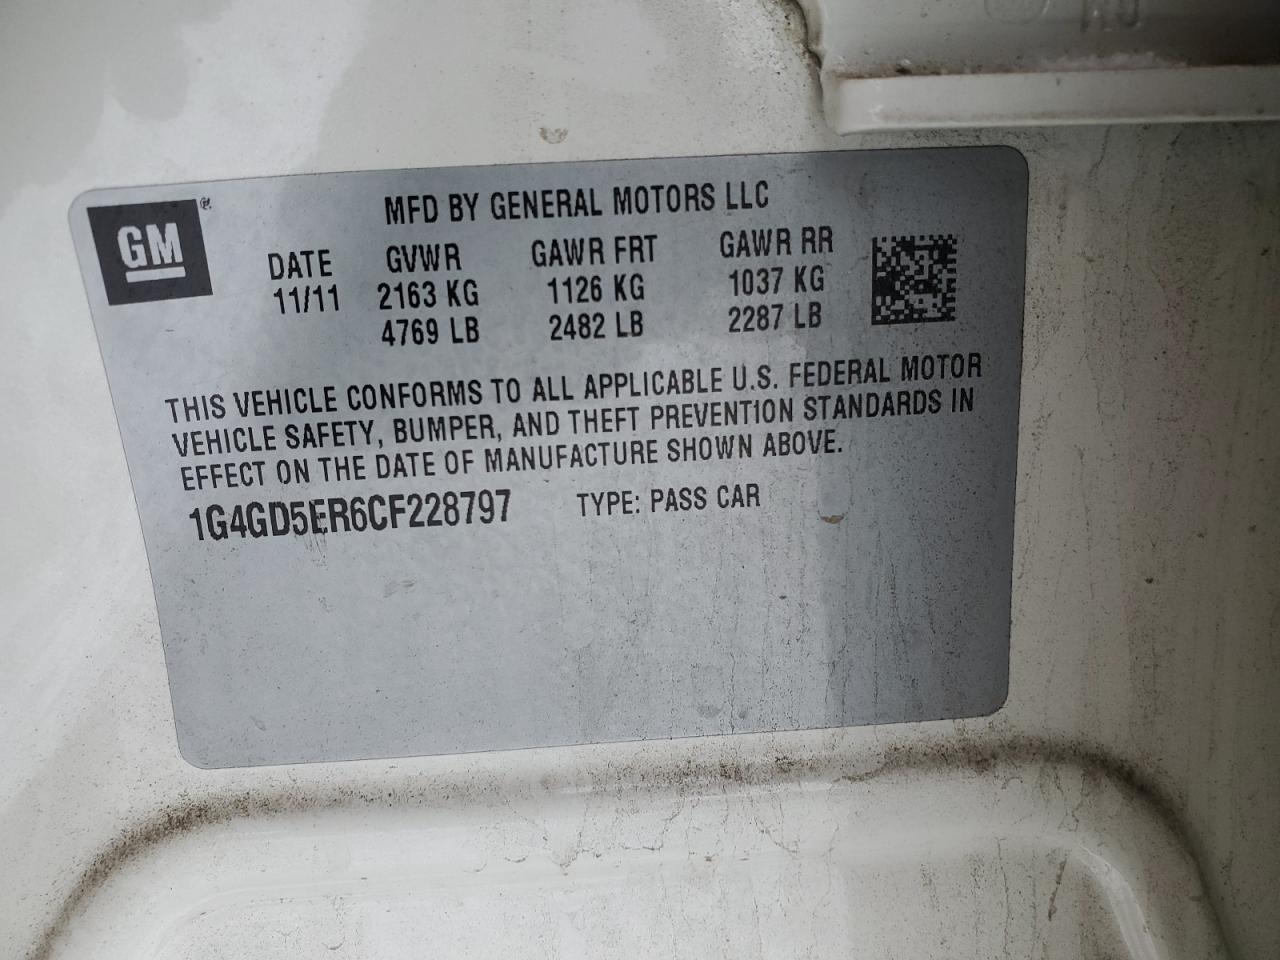 GM
MFD BY GENERAL MOTORS LLC
DATE GVWR GAWR FRT GAWR RR
11/11 2163 KG 1126 KG 1037 KG
4769 LB 2482 LB 2287 LB
THIS VEHICLE CONFORMS TO ALL APPLICABLE U.S. FEDERAL MOTOR
VEHICLE SAFETY, BUMPER, AND THEFT PREVENTION STANDARDS IN
EFFECT ON THE DATE OF MANUFACTURE SHOWN ABOVE.
1G4GD5ER6CF228797 TYPE: PASS CAR